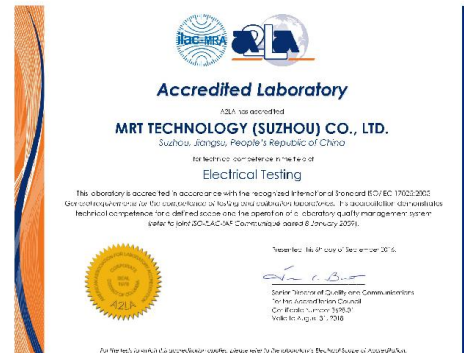 ilac-MRA
A2LA
Accredited Laboratory
A2LA has accredited
MRT TECHNOLOGY (SUZHOU) CO., LTD.
Suzhou, Jiangsu, People's Republic of China
for technical competence in the field of
Electrical Testing
This laboratory is accredited in accordance with the recognized International Standard ISO/IEC 17025:2005
General requirements for the competence of testing and calibration laboratories. This accreditation demonstrates
technical competence for a defined scope and the operation of a laboratory quality management system
(refer to joint ISO-ILAC-IAF Communiqué dated 8 January 2009).
Presented this 6th day of September 2016.
Senior Director of Quality and Communications
For the Accreditation Council
Certificate Number
Valid to August 31, 2018
CORPORATE
SEAL
1978
A2LA
For the tests to which this accreditation applies, please refer to the laboratory's Electrical Scope of Accreditation.